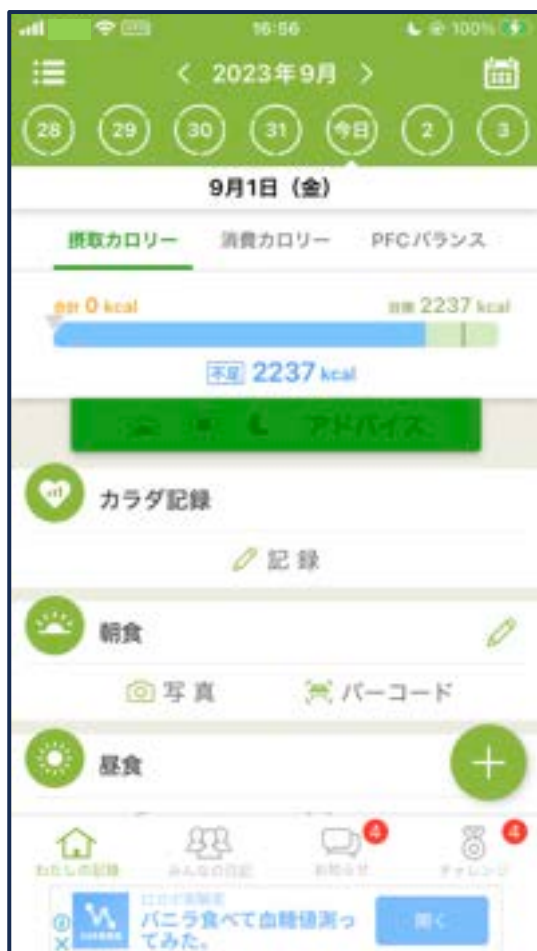 16:56 100%
< 2023年9月 >
28 29 30 31 今日 2 3
9月1日（金）
摂取カロリー 消費カロリー PFCバランス
合計 0 kcal 目標 2237 kcal
不足 2237 kcal
アドバイス
カラダ記録
記録
朝食
写真 バーコード
昼食
4 4
わたしの記録 みんなの日記 お知らせ チャレンジ
バニラ食べて血糖値測っ
てみた。
開く